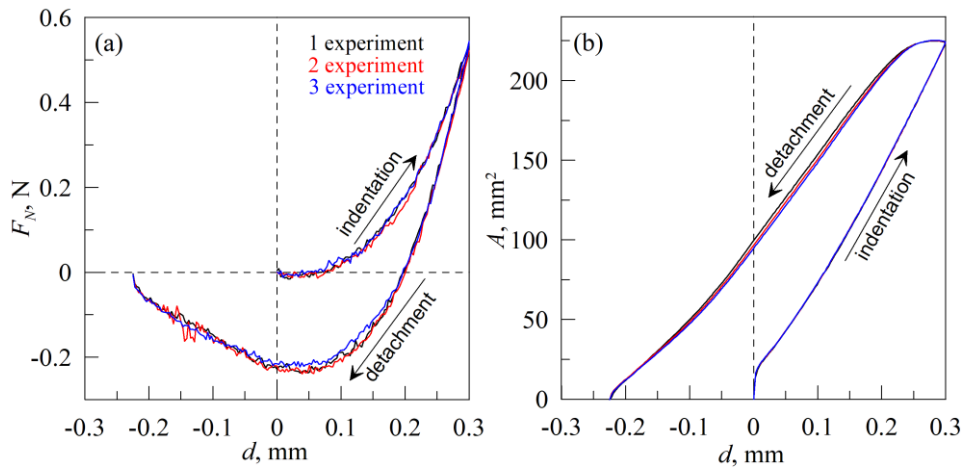 (a)
1 experiment
2 experiment
3 experiment
indentation
detachment
F_N, N
0.6
0.4
0.2
0
-0.2
-0.3 -0.2 -0.1 0 0.1 0.2 0.3
d, mm
(b)
detachment
indentation
A, mm²
200
150
100
50
0
-0.3 -0.2 -0.1 0 0.1 0.2 0.3
d, mm